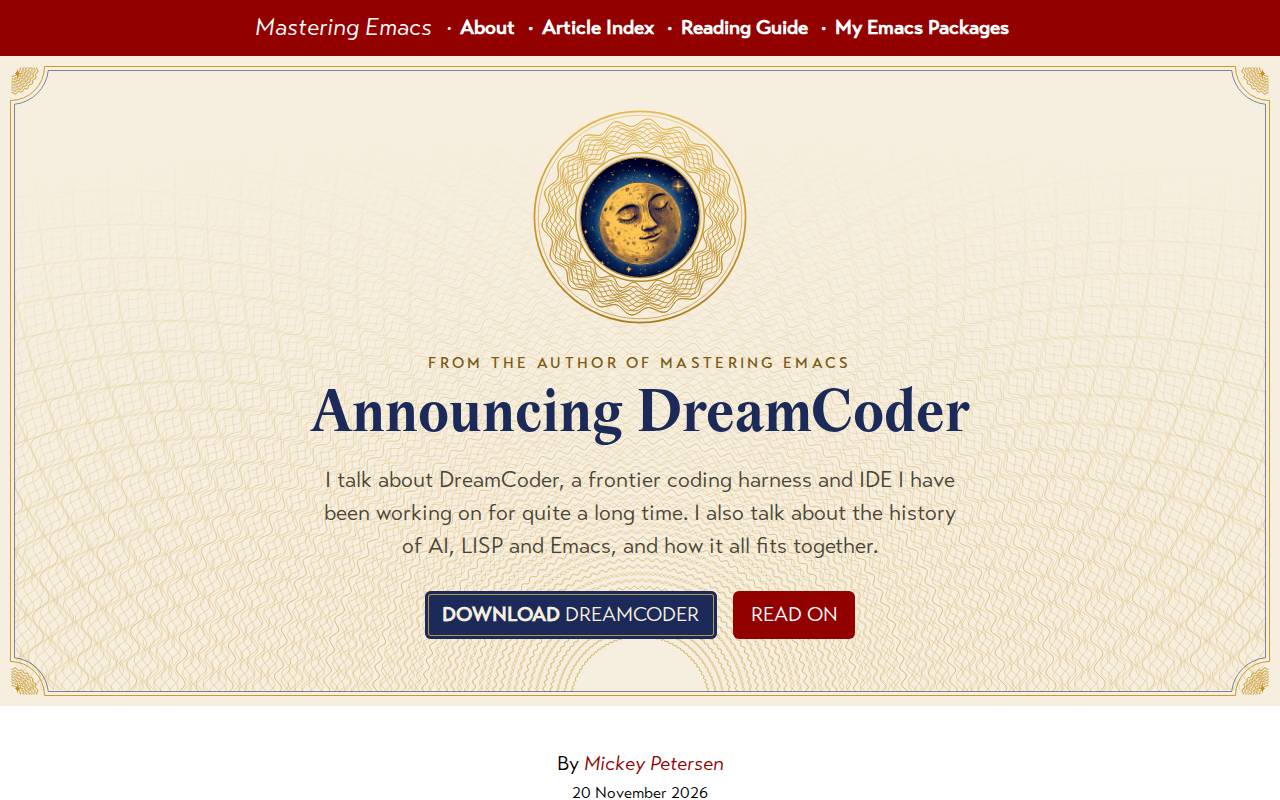 Mastering Emacs • About • Article Index • Reading Guide • My Emacs Packages
FROM THE AUTHOR OF MASTERING EMACS
Announcing DreamCoder
I talk about DreamCoder, a frontier coding harness and IDE I have
been working on for quite a long time. I also talk about the history
of AI, LISP and Emacs, and how it all fits together.
DOWNLOAD DREAMCODER READ ON
By Mickey Petersen
20 November 2026